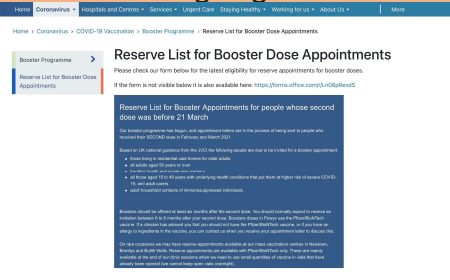 Home Coronavirus Hospitals and Centres Services Urgent Care Staying Healthy Working for us About Us More
Home › Coronavirus › COVID-19 Vaccination › Booster Programme › Reserve List for Booster Dose Appointments
Booster Programme
Reserve List for Booster Dose
Appointments
Reserve List for Booster Dose Appointments
Please check our form below for the latest eligibility for reserve appointments for booster doses.
If the form is not visible below it is also available here: https://forms.office.com/r/Ln0BpRevdS
Reserve List for Booster Appointments for people whose second
dose was before 21 March
Our booster programme has begun, and appointment letters are in the process of being sent to people who
received their SECOND dose in February and March 2021.
Based on UK national guidance from the JVCI the following people are due to be invited for a booster appointment
those living in residential care homes for older adults
all adults aged 50 years or over
frontline health and social care workers
all those aged 16 to 49 years with underlying health conditions that put them at higher risk of severe COVID-
19, and adult carers
adult household contacts of immunosuppressed individuals.
Boosters should be offered at least six months after the second dose. You should normally expect to receive an
invitation between 6 to 8 months after your second dose. Boosters doses in Powys use the Pfizer/BioNTech
vaccine. If a clinician has advised you that you should not have the Pfizer/BioNTech vaccine, or if you have an
allergy to ingredients in the vaccine, you can contact us when you receive your appointment letter to discuss this.
On rare occasions we may have reserve appointments available at our mass vaccination centres in Newtown,
Bronllys and Builth Wells. Reserve appointments are available with Pfizer/BioNTech only. These are mainly
available at the end of our clinic sessions when we need to use small quantities of vaccine in vials that have
already been opened (we cannot keep open vials overnight).